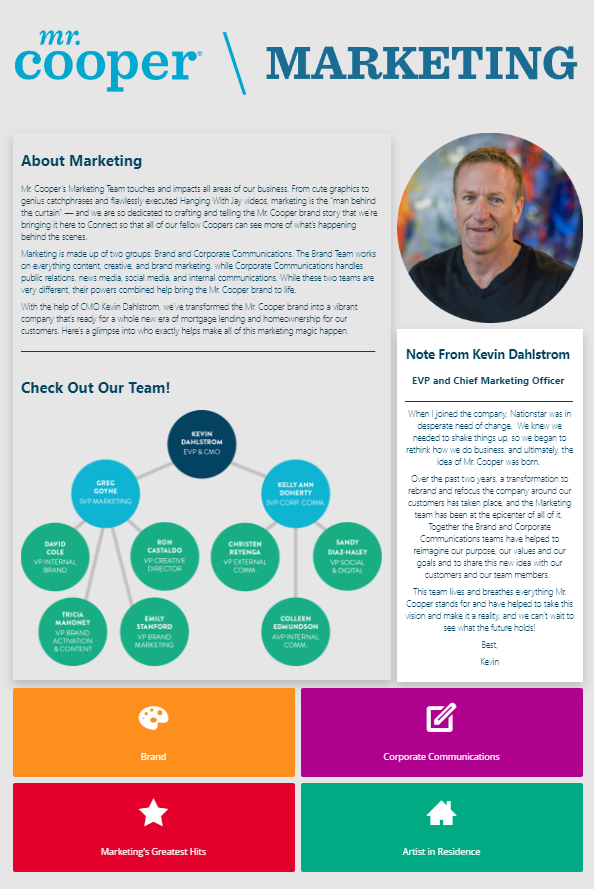 mr.
cooper®
MARKETING
About Marketing
Mr. Cooper's Marketing Team touches and impacts all areas of our business. From cute graphics to
genius catchphrases and flawlessly executed Hanging With Jay videos, marketing is the "man behind
the curtain" — and we are so dedicated to crafting and telling the Mr. Cooper brand story that we're
bringing it here to Connect so that all of our fellow Coopers can see more of what's happening
behind the scenes.
Marketing is made up of two groups: Brand and Corporate Communications. The Brand Team works
on everything content, creative, and brand marketing, while Corporate Communications handles
public relations, news media, social media, and internal communications. While these two teams are
very different, their powers combined help bring the Mr. Cooper brand to life.
With the help of CMO Kevin Dahlstrom, we've transformed the Mr. Cooper brand into a vibrant
company that's ready for a whole new era of mortgage lending and homeownership for our
customers. Here's a glimpse into who exactly helps make all of this marketing magic happen.
Check Out Our Team!
KEVIN
DAHLSTROM
EVP & CMO
GREG
GOYNE
SVP MARKETING
KELLY ANN
DOHERTY
SVP CORP. COMM.
DAVID
COLE
VP INTERNAL
BRAND
RON
CASTALDO
VP CREATIVE
DIRECTOR
CHRISTEN
REYENGA
VP EXTERNAL
COMM.
SANDY
DIAZ-HALEY
VP SOCIAL
& DIGITAL
TRICIA
MAHONEY
VP BRAND
ACTIVATION
& CONTENT
EMILY
STANFORD
VP BRAND
MARKETING
COLLEEN
EDMUNDSON
AVP INTERNAL
COMM.
Note From Kevin Dahlstrom
EVP and Chief Marketing Officer
When I joined the company, Nationstar was in
desperate need of change. We knew we
needed to shake things up, so we began to
rethink how we do business, and ultimately, the
idea of Mr. Cooper was born.
Over the past two years, a transformation to
rebrand and refocus the company around our
customers has taken place, and the Marketing
team has been at the epicenter of all of it.
Together the Brand and Corporate
Communications teams have helped to
reimagine our purpose, our values and our
goals and to share this new idea with our
customers and our team members.
This team lives and breathes everything Mr.
Cooper stands for and have helped to take this
vision and make it a reality, and we can't wait to
see what the future holds!
Best,
Kevin
Brand
Corporate Communications
Marketing's Greatest Hits
Artist in Residence